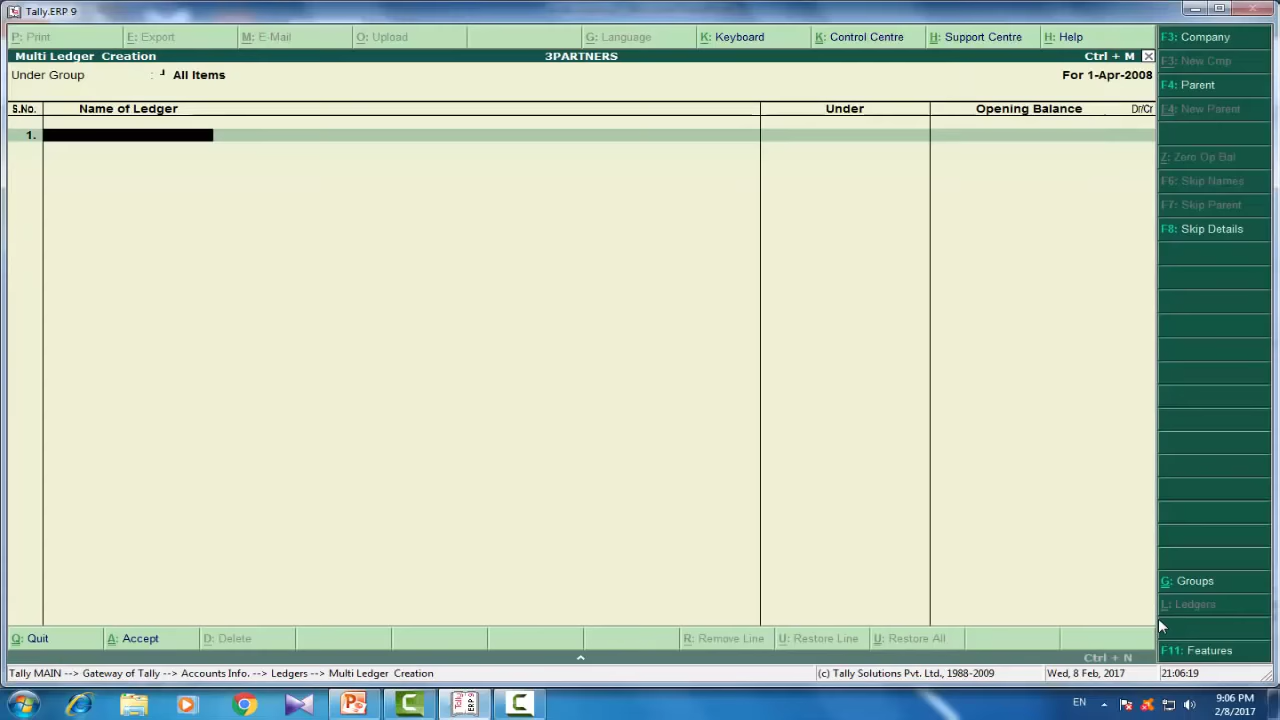 Tally.ERP 9
P: Print E: Export M: E-Mail O: Upload G: Language K: Keyboard K: Control Centre H: Support Centre H: Help
F3: Company
Multi Ledger Creation 3PARTNERS Ctrl + M
F3: New Cmp
Under Group : All Items For 1-Apr-2008
F4: Parent
S.No. Name of Ledger Under Opening Balance Dr/Cr
F4: New Parent
1.
Z: Zero Op Bal
F6: Skip Names
F7: Skip Parent
F8: Skip Details
G: Groups
L: Ledgers
Q: Quit A: Accept D: Delete R: Remove Line U: Restore Line U: Restore All
F11: Features
Ctrl + N
Tally MAIN --> Gateway of Tally --> Accounts Info. --> Ledgers --> Multi Ledger Creation (c) Tally Solutions Pvt. Ltd., 1988-2009 Wed, 8 Feb, 2017 21:06:19
EN 9:06 PM
2/8/2017